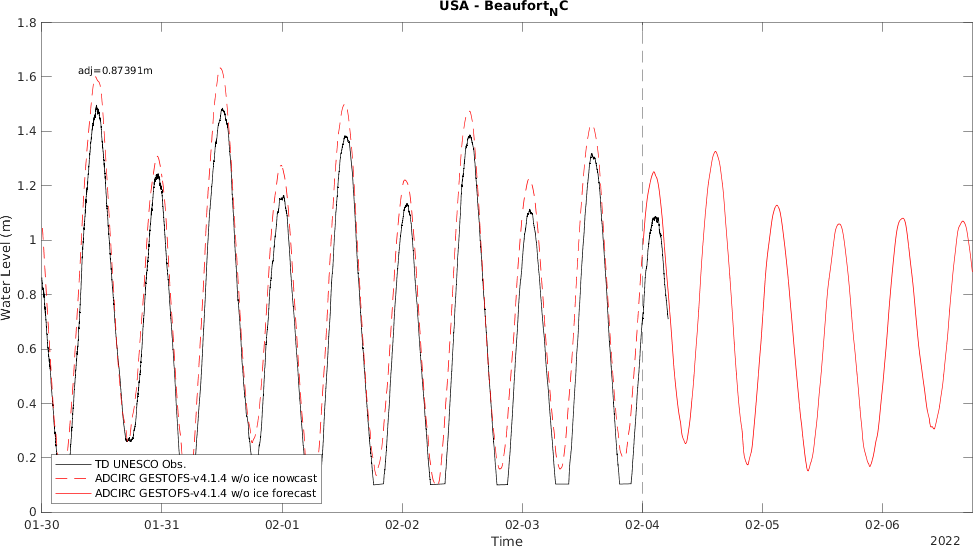 USA - Beaufort_NC
1.8
adj=0.87391m
1.6
1.4
1.2
1
0.8
0.6
0.4
0.2
0
Water Level (m)
TD UNESCO Obs.
ADCIRC GESTOFS-v4.1.4 w/o ice nowcast
ADCIRC GESTOFS-v4.1.4 w/o ice forecast
01-30 01-31 02-01 02-02 02-03 02-04 02-05 02-06
Time
2022